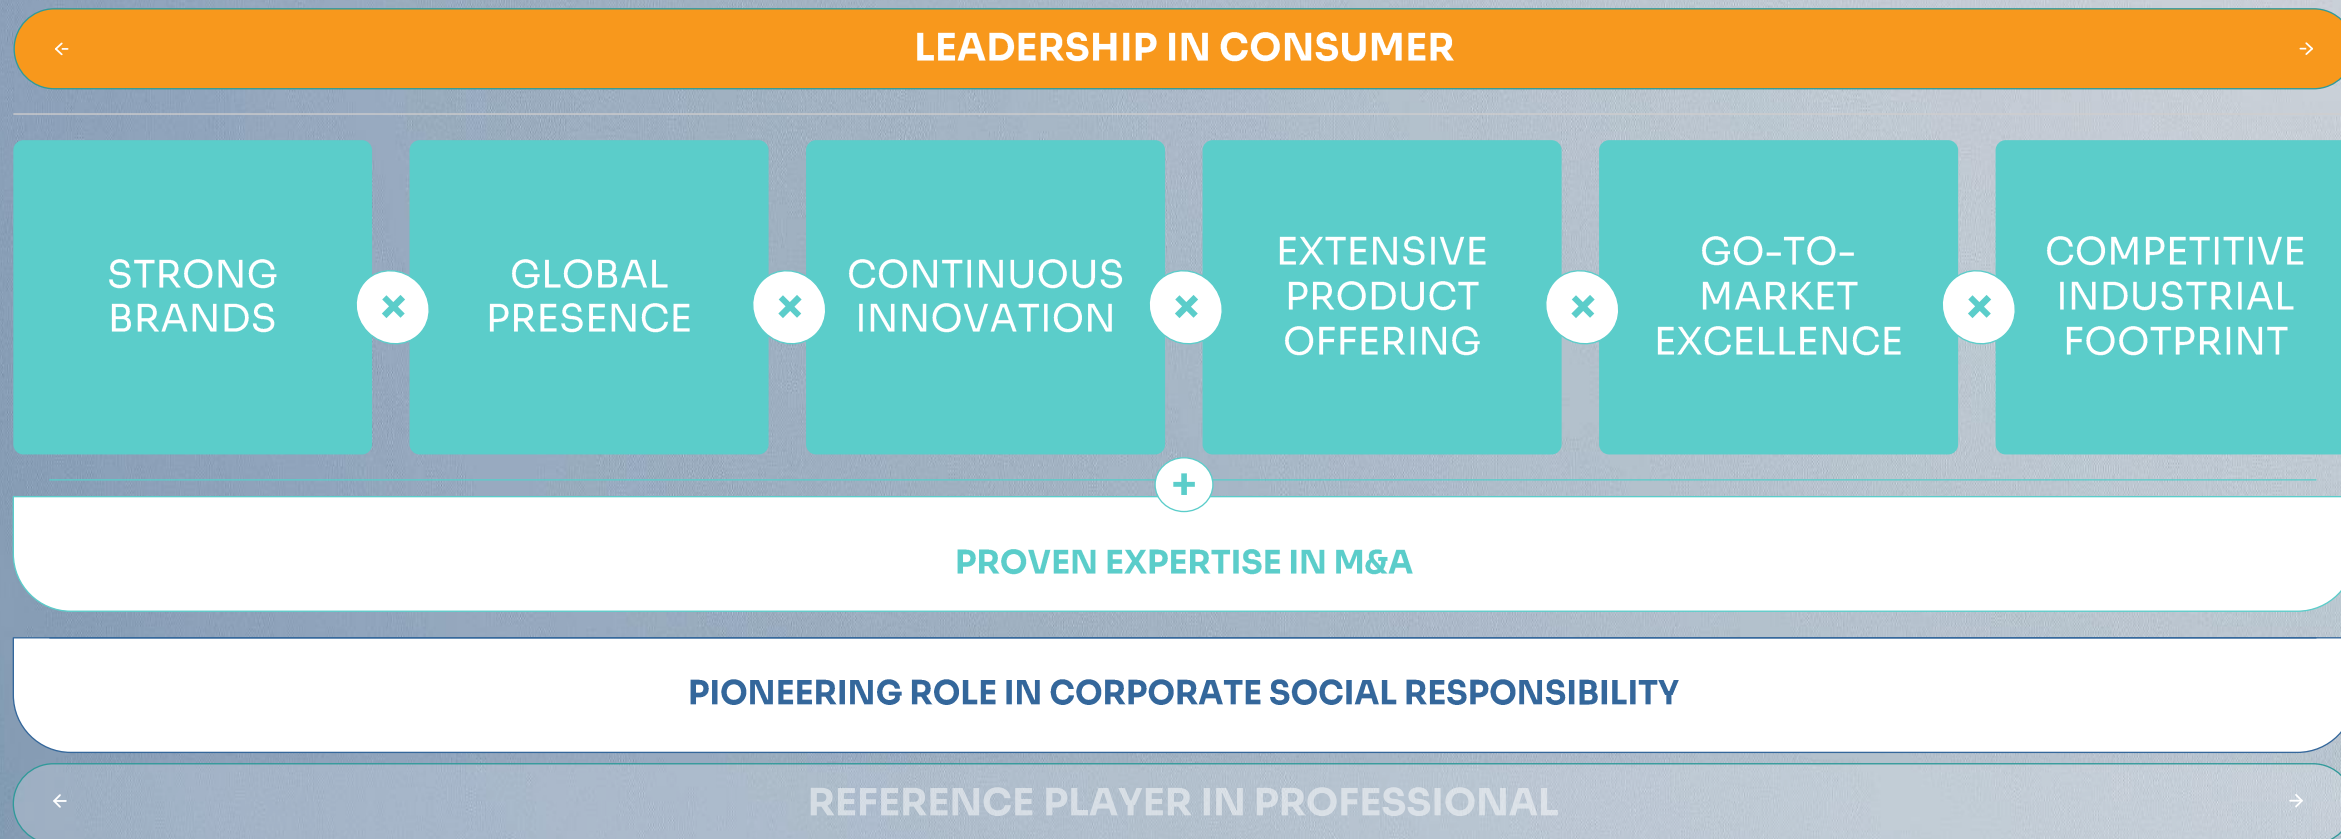 LEADERSHIP IN CONSUMER
STRONG
BRANDS
GLOBAL
PRESENCE
CONTINUOUS
INNOVATION
EXTENSIVE
PRODUCT
OFFERING
GO-TO-
MARKET
EXCELLENCE
COMPETITIVE
INDUSTRIAL
FOOTPRINT
PROVEN EXPERTISE IN M&A
PIONEERING ROLE IN CORPORATE SOCIAL RESPONSIBILITY
REFERENCE PLAYER IN PROFESSIONAL